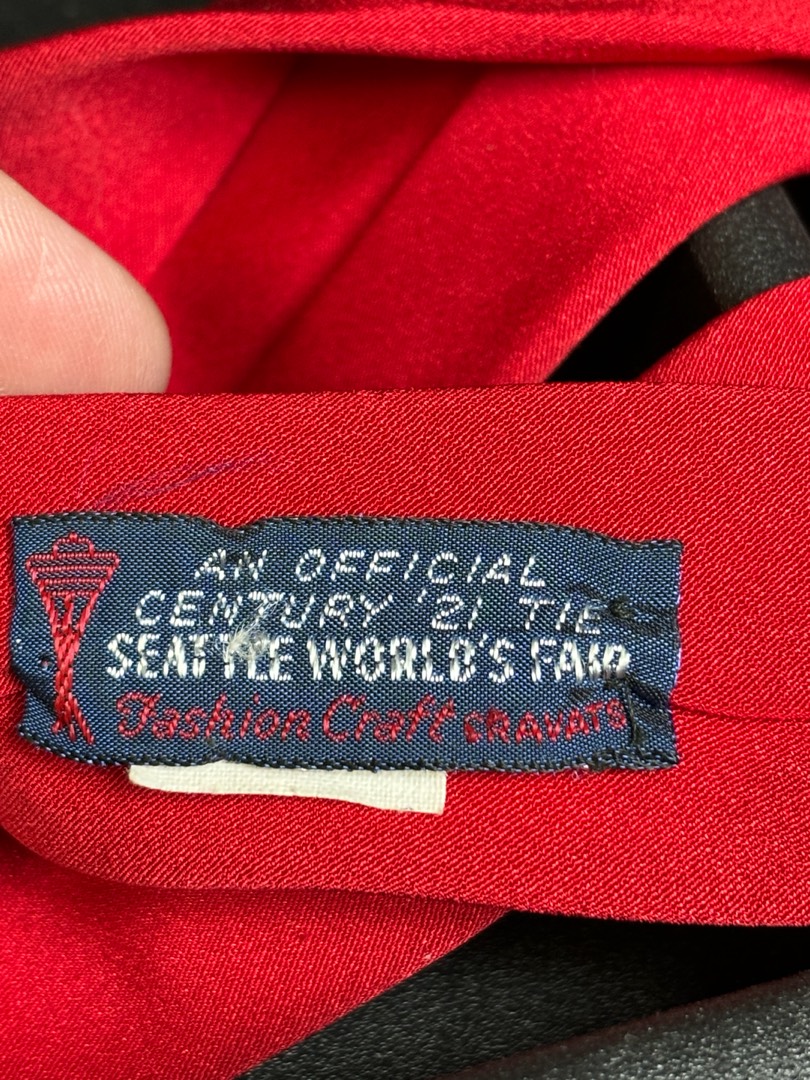 AN OFFICIAL
CENTURY '21 TIE
SEATTLE WORLD'S FAIR
Fashion Craft CRAVATS